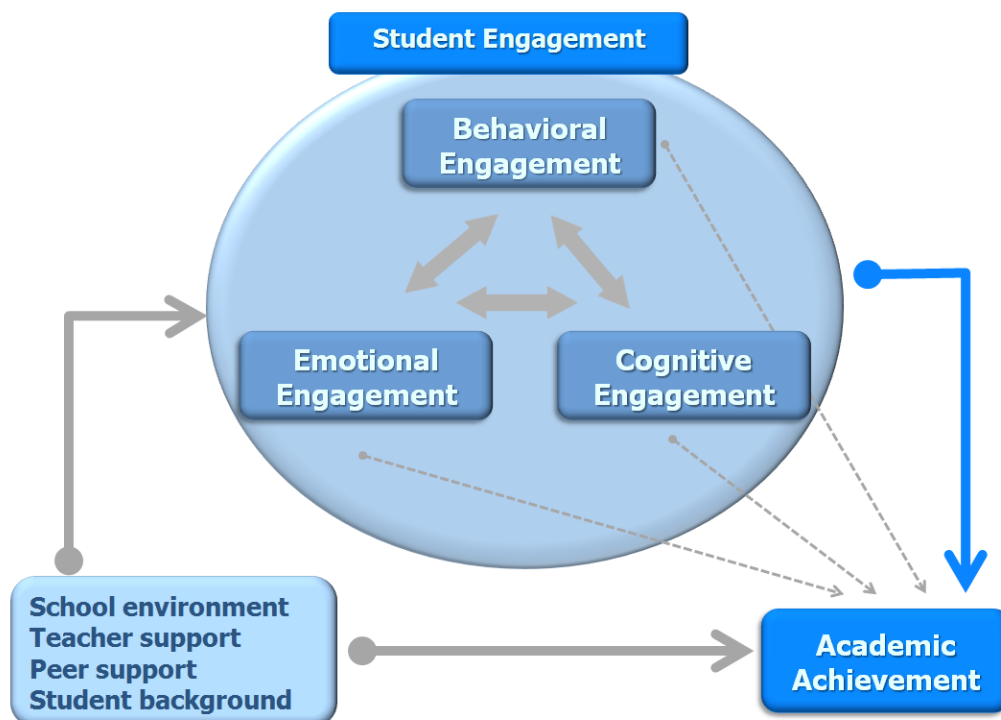 Student Engagement
Behavioral
Engagement
Emotional
Engagement
Cognitive
Engagement
School environment
Teacher support
Peer support
Student background
Academic
Achievement